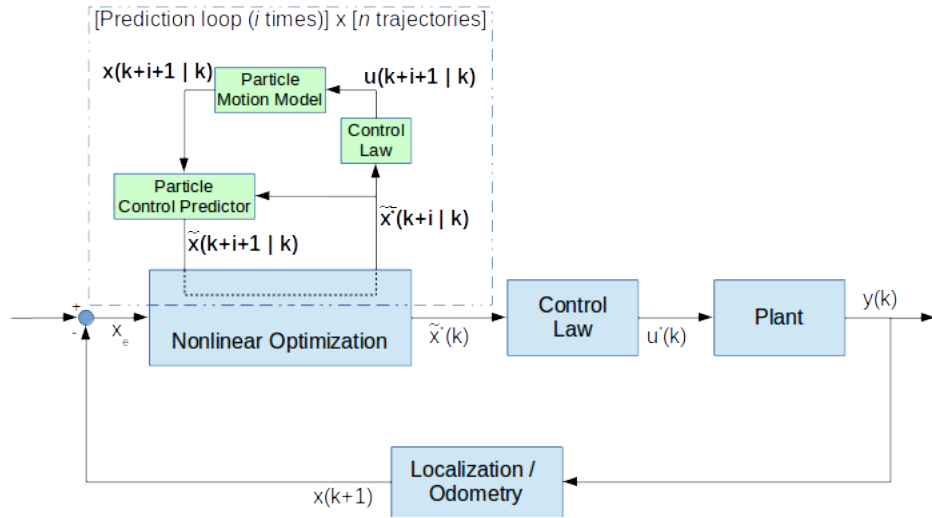 [Prediction loop (i times)] x [n trajectories]
x(k+i+1 | k)
u(k+i+1 | k)
Particle
Motion Model
Control
Law
Particle
Control Predictor
x̃(k+i+1 | k)
x̃*(k+i | k)
+
-
xₑ
Nonlinear Optimization
x̃*(k)
Control
Law
u*(k)
Plant
y(k)
Localization /
Odometry
x(k+1)